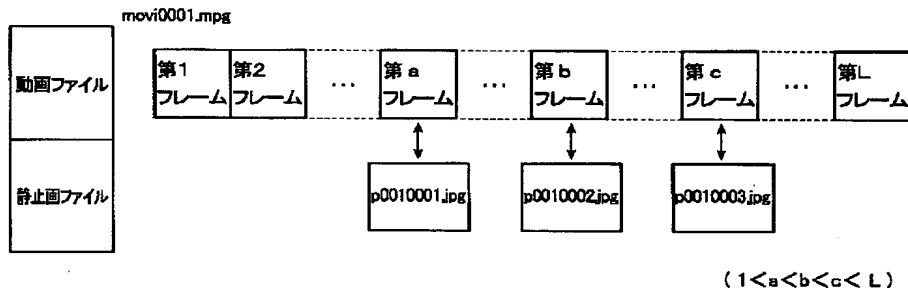 movi0001.mpg
動画ファイル
第1
フレーム
第2
フレーム
…
第a
フレーム
…
第b
フレーム
…
第c
フレーム
…
第L
フレーム
静止画ファイル
p0010001.jpg
p0010002.jpg
p0010003.jpg
(1<a<b<c<L)